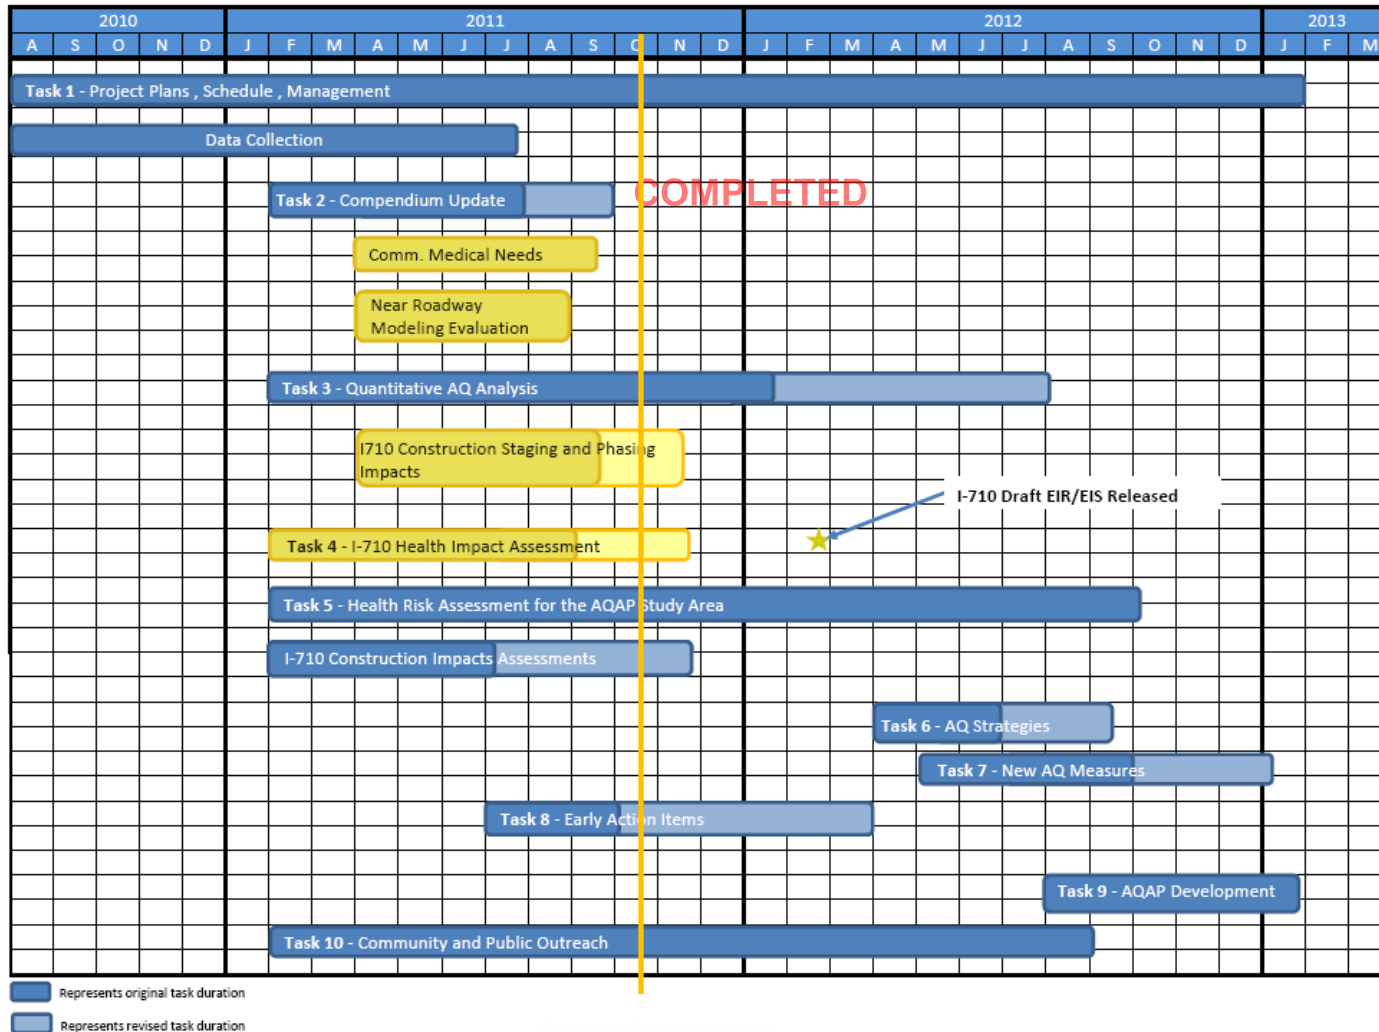 2010 2011 2012 2013
A S O N D J F M A M J J A S O N D J F M A M J J A S O N D J F M
Task 1 - Project Plans , Schedule , Management
Data Collection
COMPLETED
Task 2 - Compendium Update
Comm. Medical Needs
Near Roadway
Modeling Evaluation
Task 3 - Quantitative AQ Analysis
I710 Construction Staging and Phasing
Impacts
I-710 Draft EIR/EIS Released
Task 4 - I-710 Health Impact Assessment
Task 5 - Health Risk Assessment for the AQAP Study Area
I-710 Construction Impacts Assessments
Task 6 - AQ Strategies
Task 7 - New AQ Measures
Task 8 - Early Action Items
Task 9 - AQAP Development
Task 10 - Community and Public Outreach
Represents original task duration
Represents revised task duration